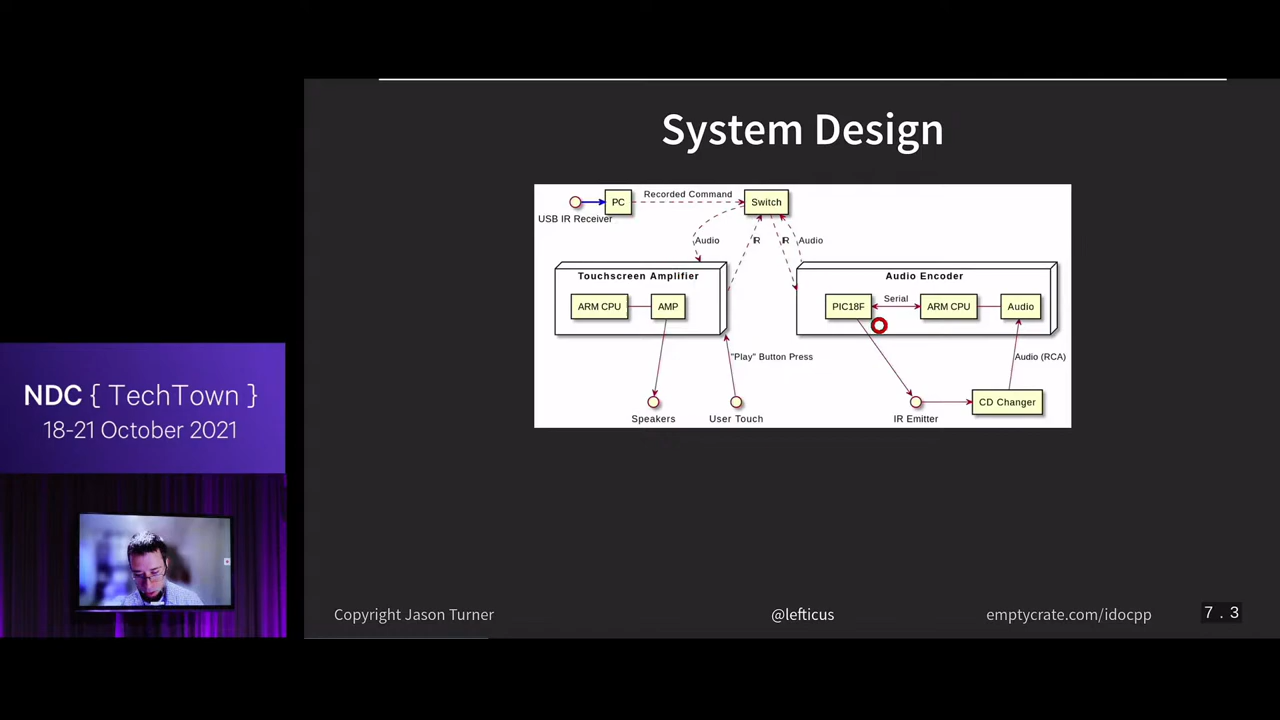 System Design
USB IR Receiver
PC
Recorded Command
Switch
Audio
IR
IR
Audio
Touchscreen Amplifier
ARM CPU
AMP
Audio Encoder
PIC18F
Serial
ARM CPU
Audio
"Play" Button Press
Audio (RCA)
Speakers
User Touch
IR Emitter
CD Changer
NDC { TechTown }
18-21 October 2021
Copyright Jason Turner
@lefticus
emptycrate.com/idocpp
7 . 3